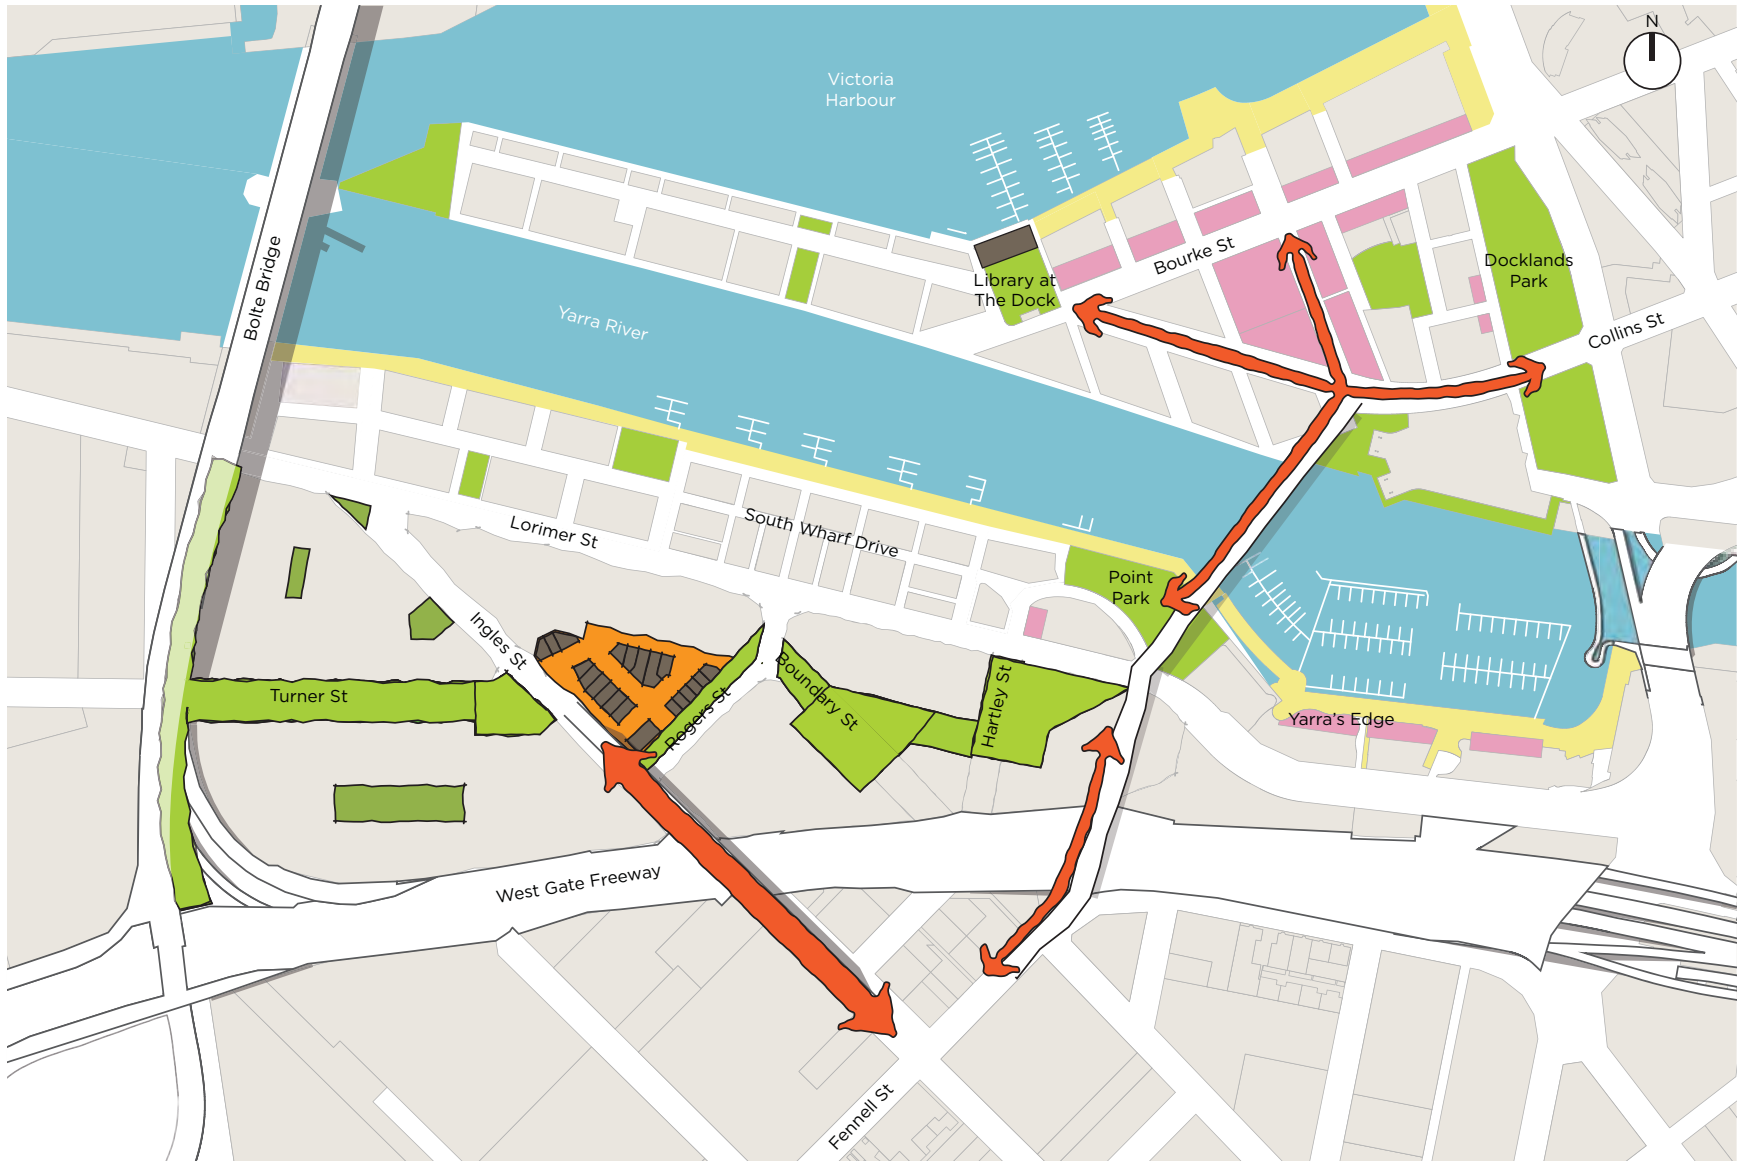 N
Victoria
Harbour
Bolte Bridge
Bourke St
Docklands
Park
Library at
The Dock
Yarra River
Collins St
South Wharf Drive
Lorimer St
Point
Park
Ingles St
Boundary St
Turner St
Rogers St
Hartley St
Yarra's Edge
West Gate Freeway
Fennell St